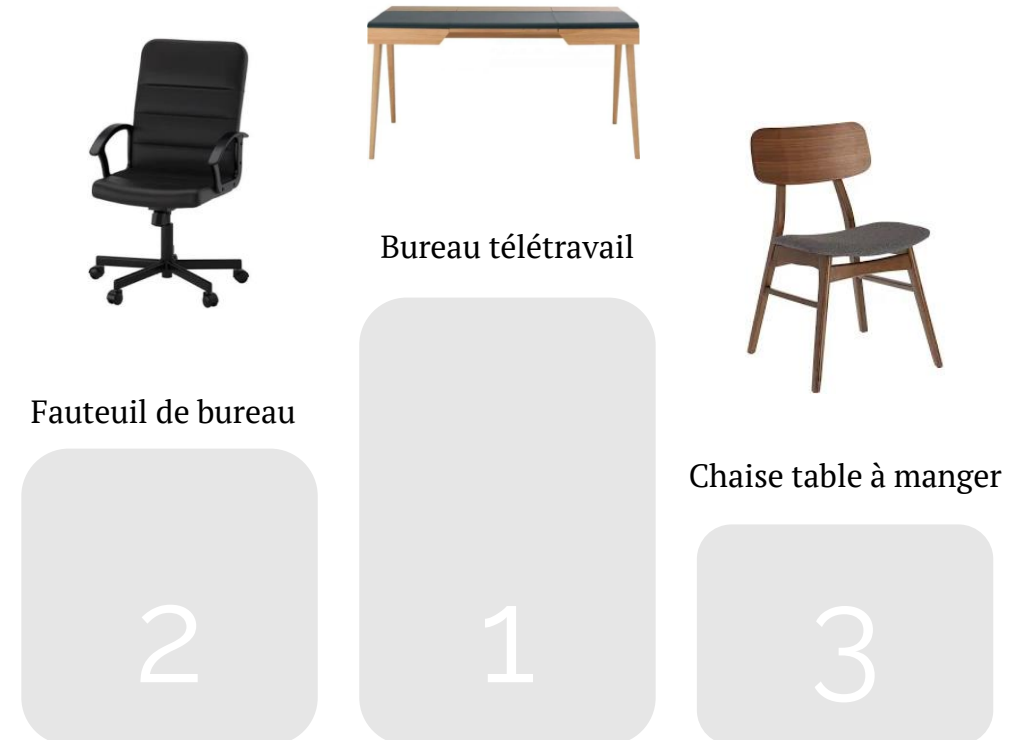 Bureau télétravail
Fauteuil de bureau
Chaise table à manger
2
1
3